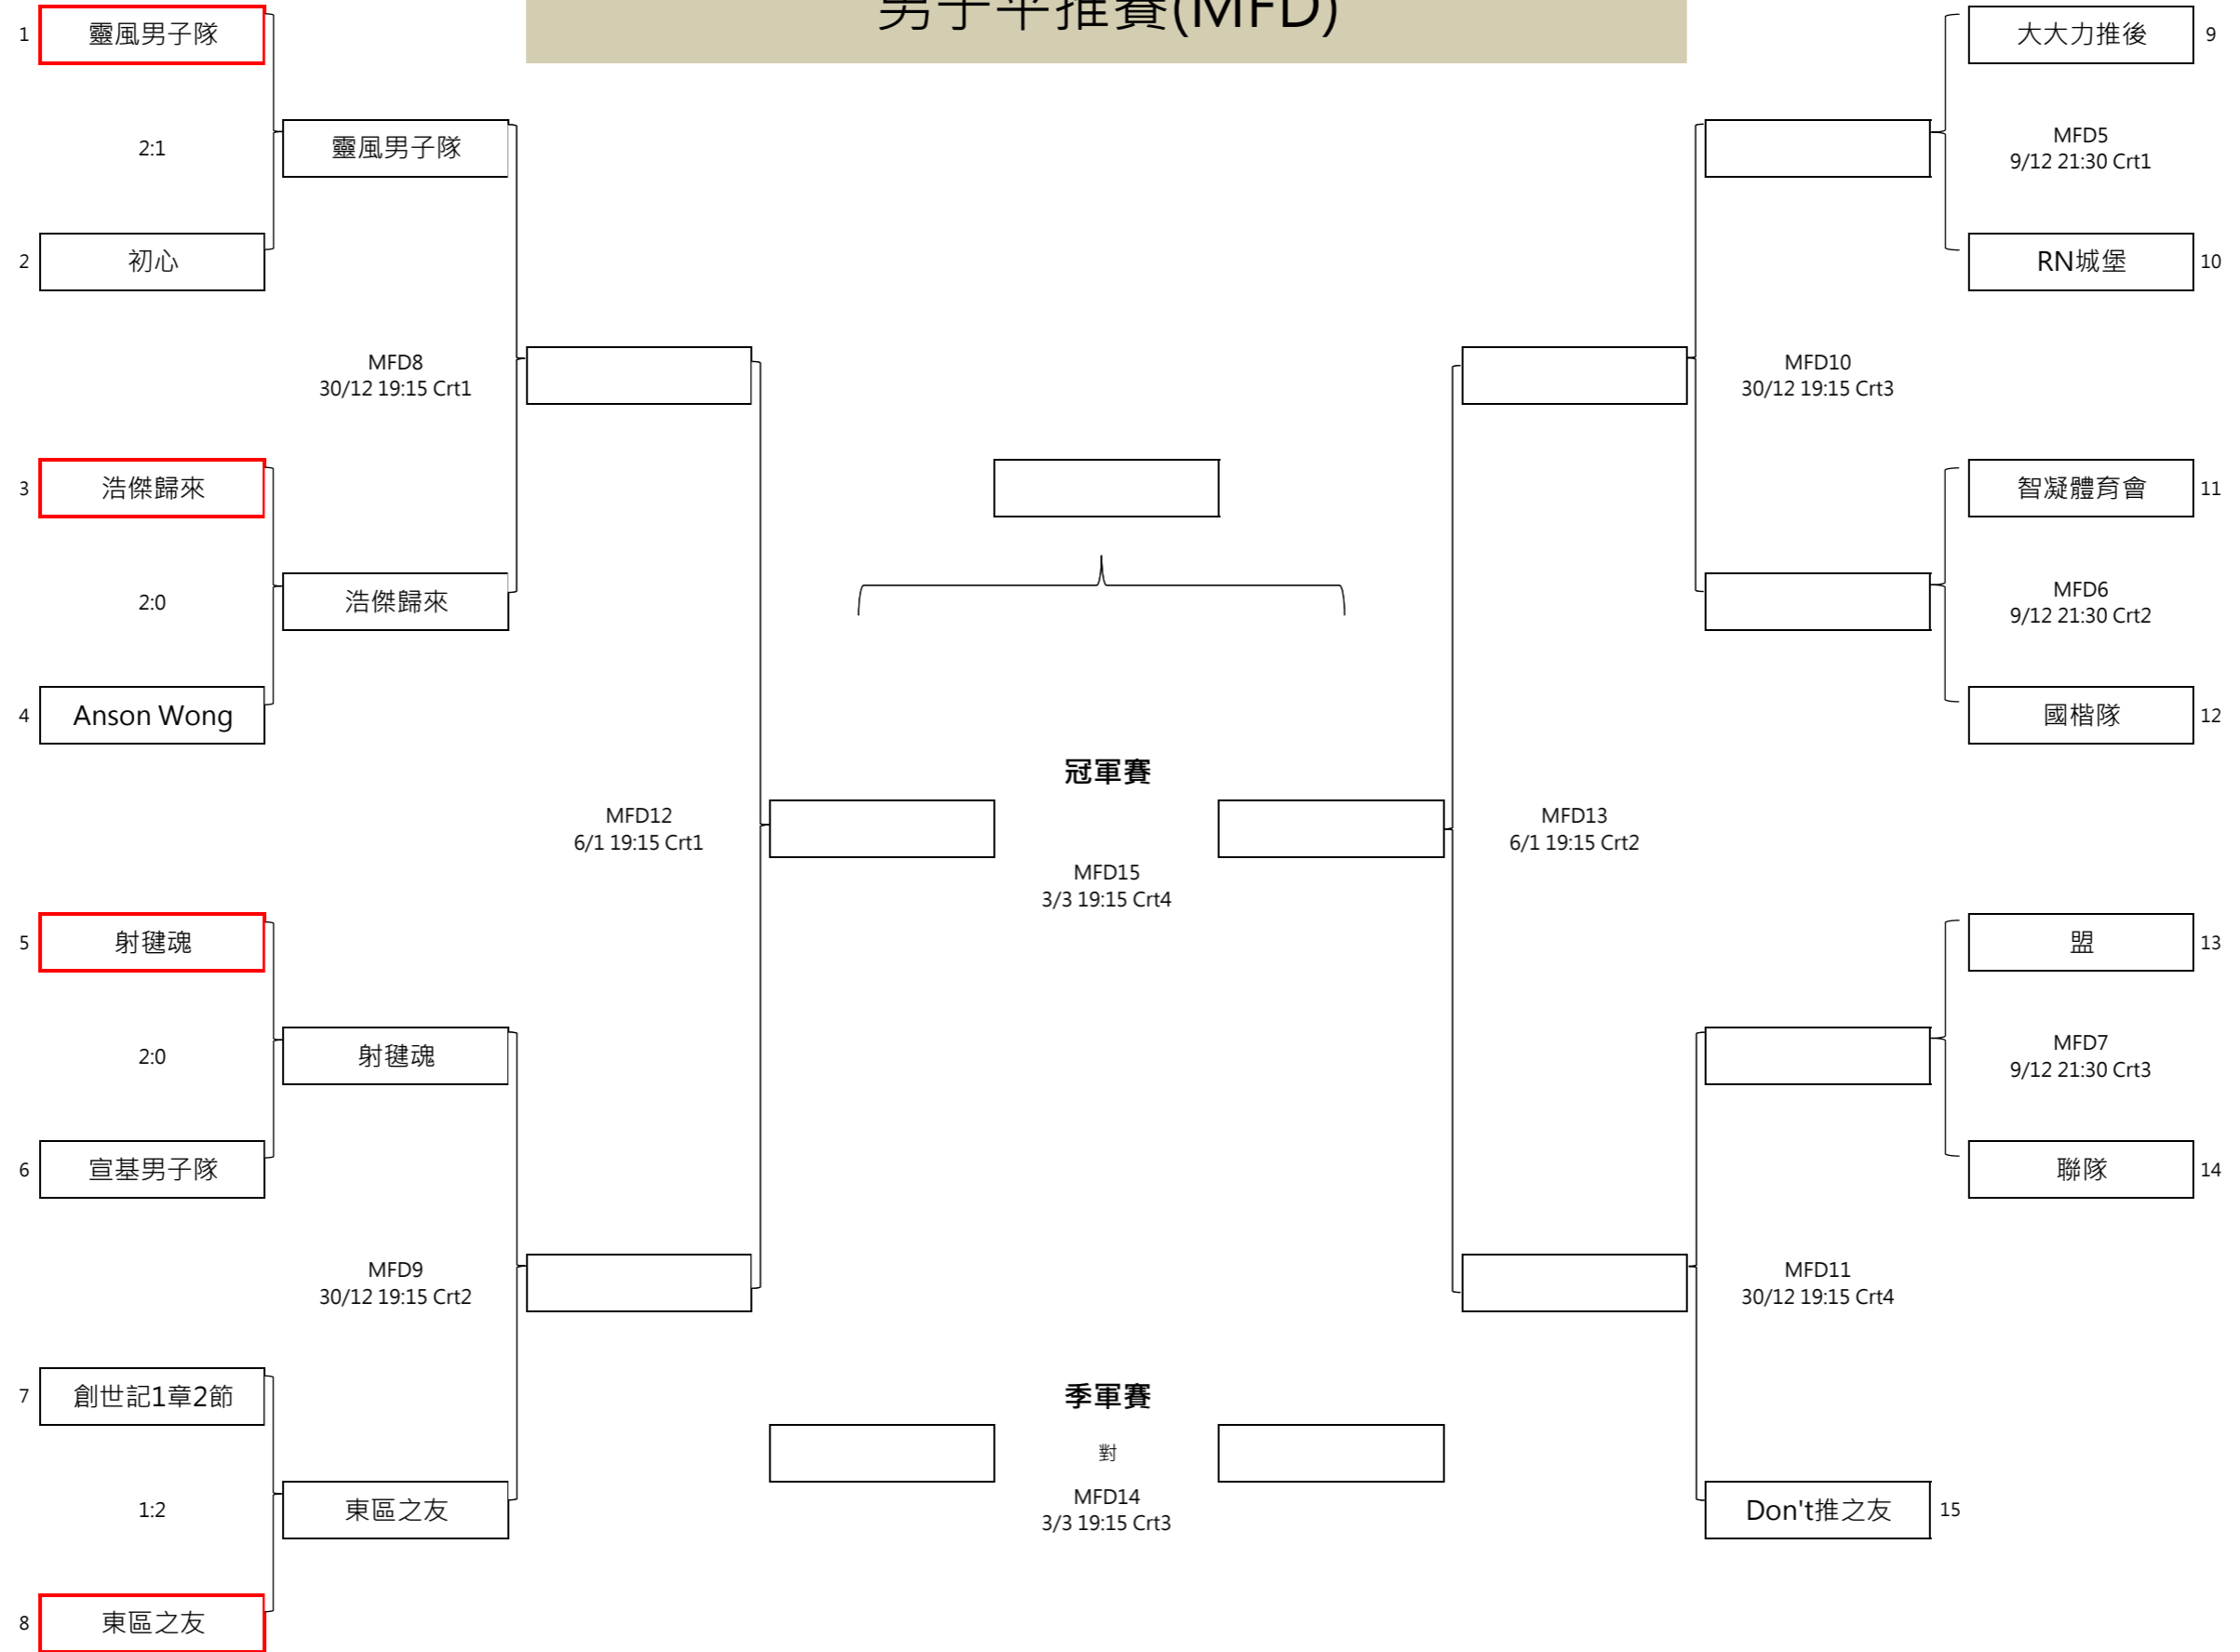 男子平推賽(MFD)
1
靈風男子隊
2:1
靈風男子隊
2
初心
MFD8
30/12 19:15 Crt1
3
浩傑歸來
2:0
浩傑歸來
4
Anson Wong
MFD12
6/1 19:15 Crt1
5
射毽魂
2:0
射毽魂
6
宣基男子隊
MFD9
30/12 19:15 Crt2
7
創世記1章2節
1:2
東區之友
8
東區之友
冠軍賽
MFD15
3/3 19:15 Crt4
季軍賽
對
MFD14
3/3 19:15 Crt3
大大力推後
9
MFD5
9/12 21:30 Crt1
RN城堡
10
MFD10
30/12 19:15 Crt3
智凝體育會
11
MFD6
9/12 21:30 Crt2
國楷隊
12
MFD13
6/1 19:15 Crt2
盟
13
MFD7
9/12 21:30 Crt3
聯隊
14
MFD11
30/12 19:15 Crt4
Don't推之友
15